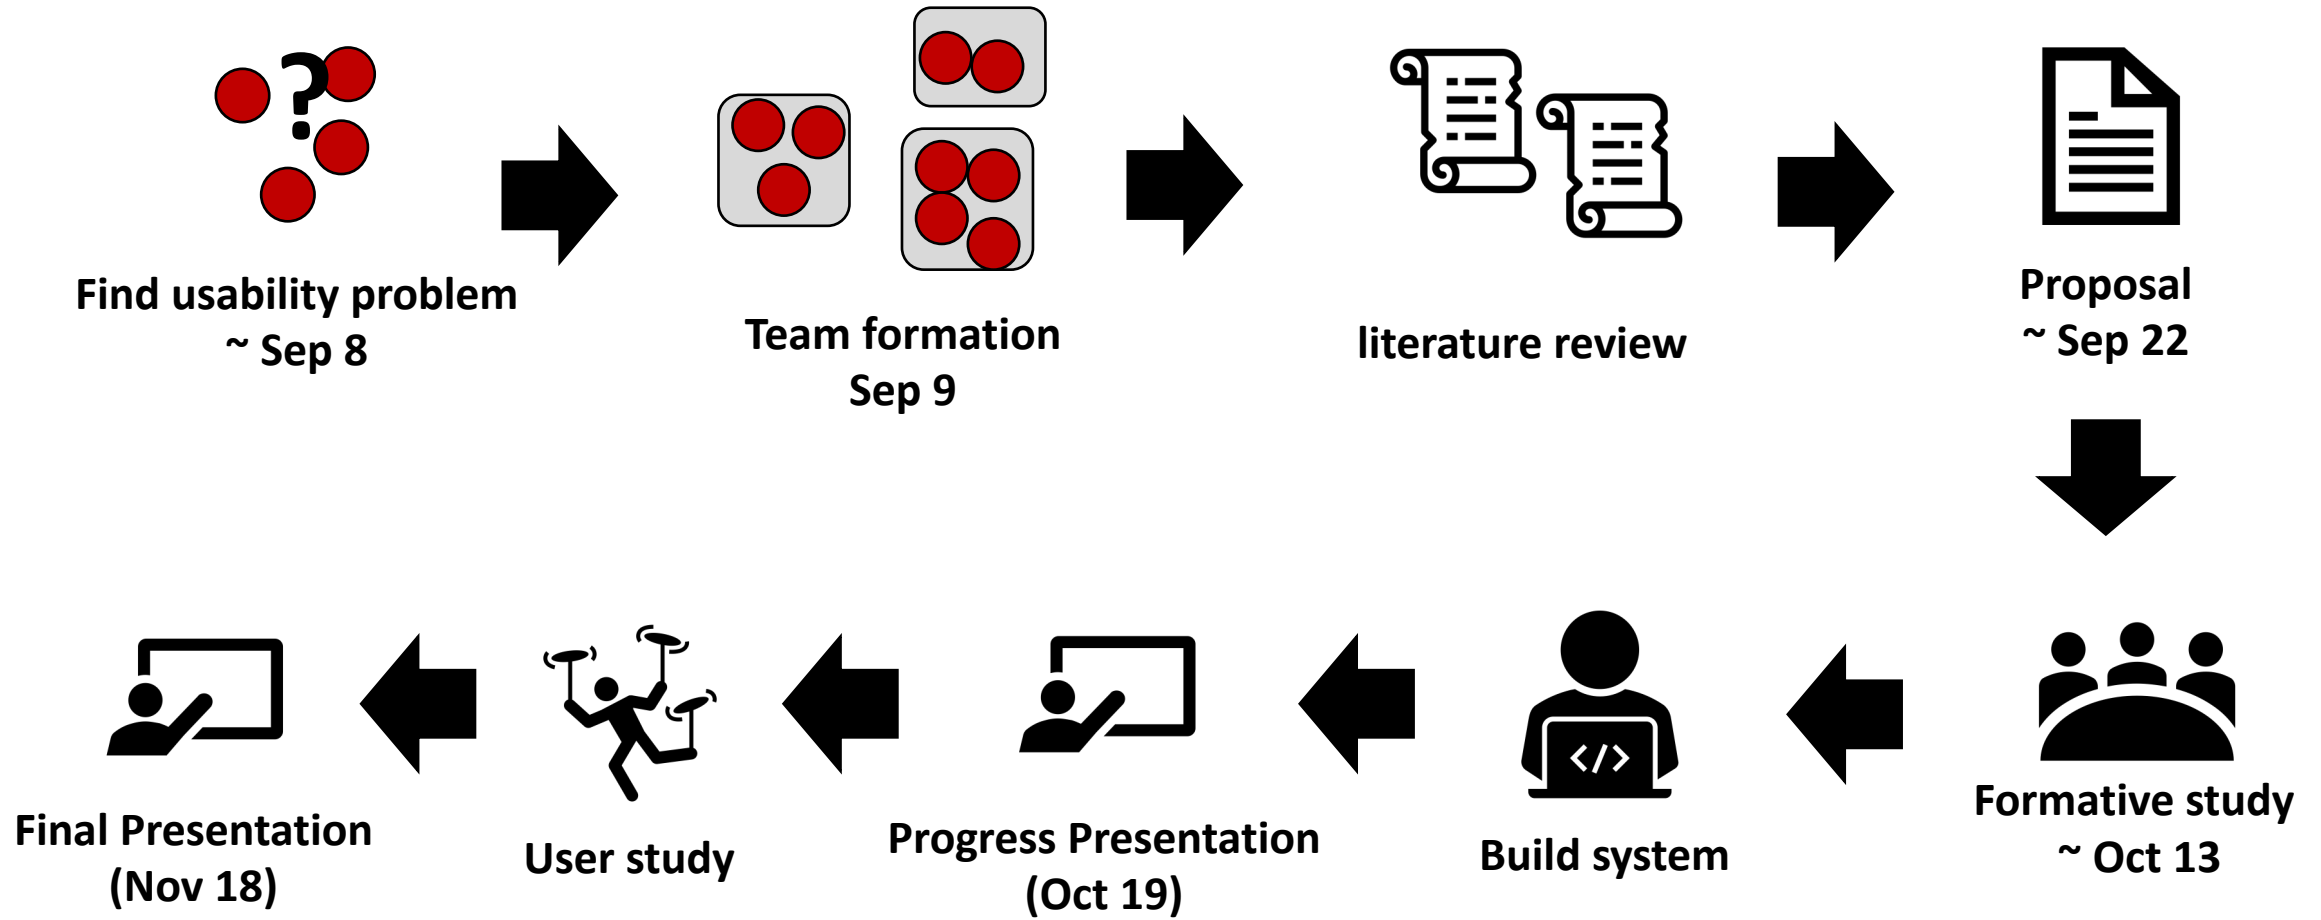 ?
Find usability problem
~ Sep 8
Team formation
Sep 9
literature review
Proposal
~ Sep 22
Formative study
~ Oct 13
</>
Build system
Progress Presentation
(Oct 19)
User study
Final Presentation
(Nov 18)